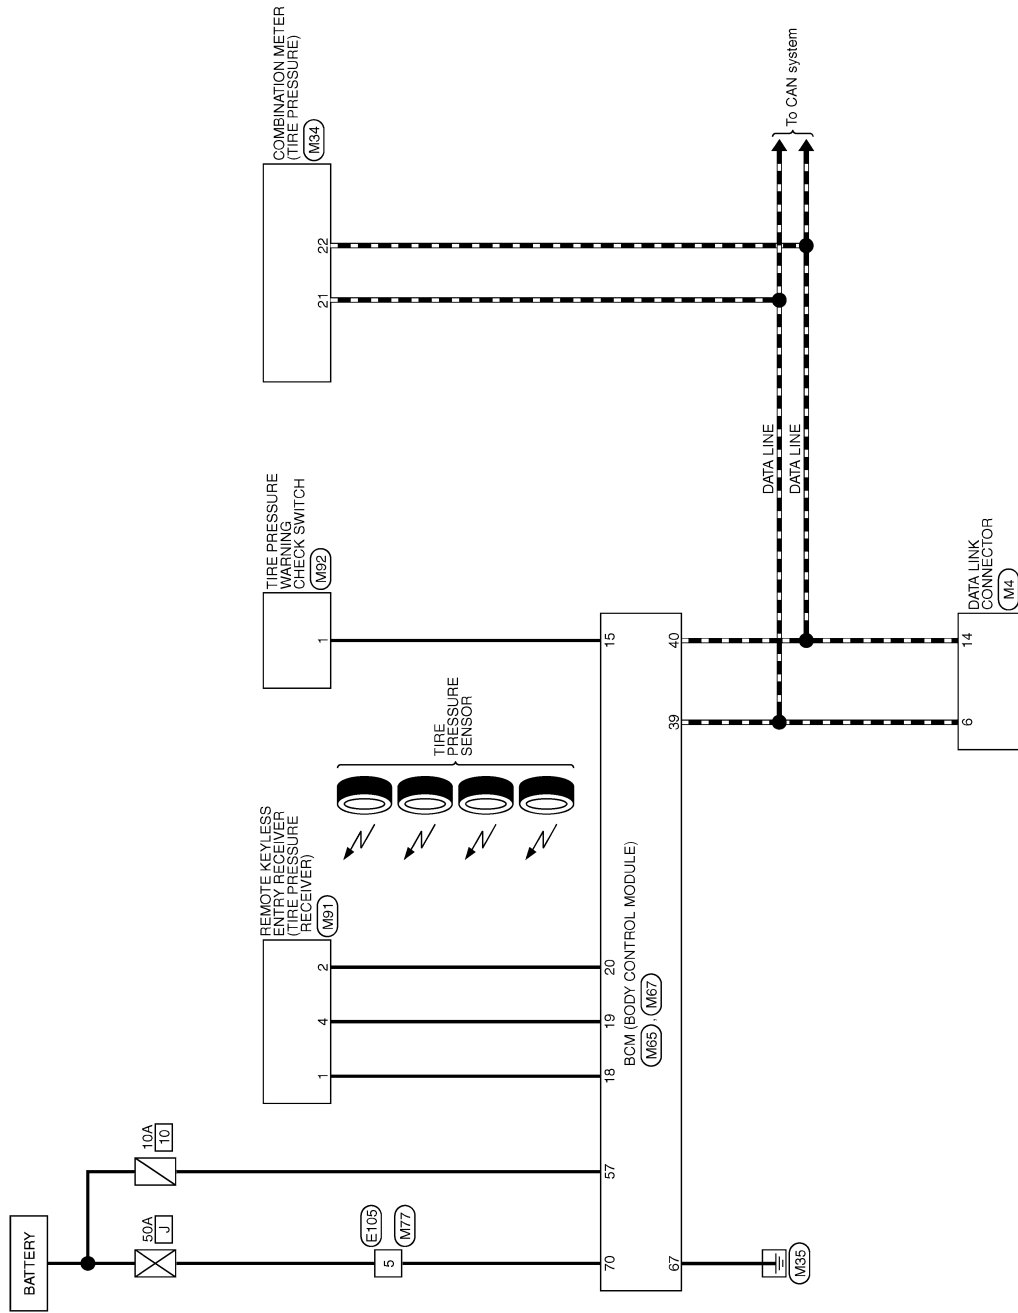 BATTERY
50A
J
10A
10
E105
5
M77
REMOTE KEYLESS
ENTRY RECEIVER
(TIRE PRESSURE
RECEIVER)
M91
1
4
2
TIRE
PRESSURE
SENSOR
TIRE PRESSURE
WARNING
CHECK SWITCH
M92
1
COMBINATION METER
(TIRE PRESSURE)
M34
21
22
70
57
18
19
20
15
BCM (BODY CONTROL MODULE)
M65 , M67
67
39
40
M35
DATA LINE
DATA LINE
To CAN system
DATA LINK
CONNECTOR
M4
6
14